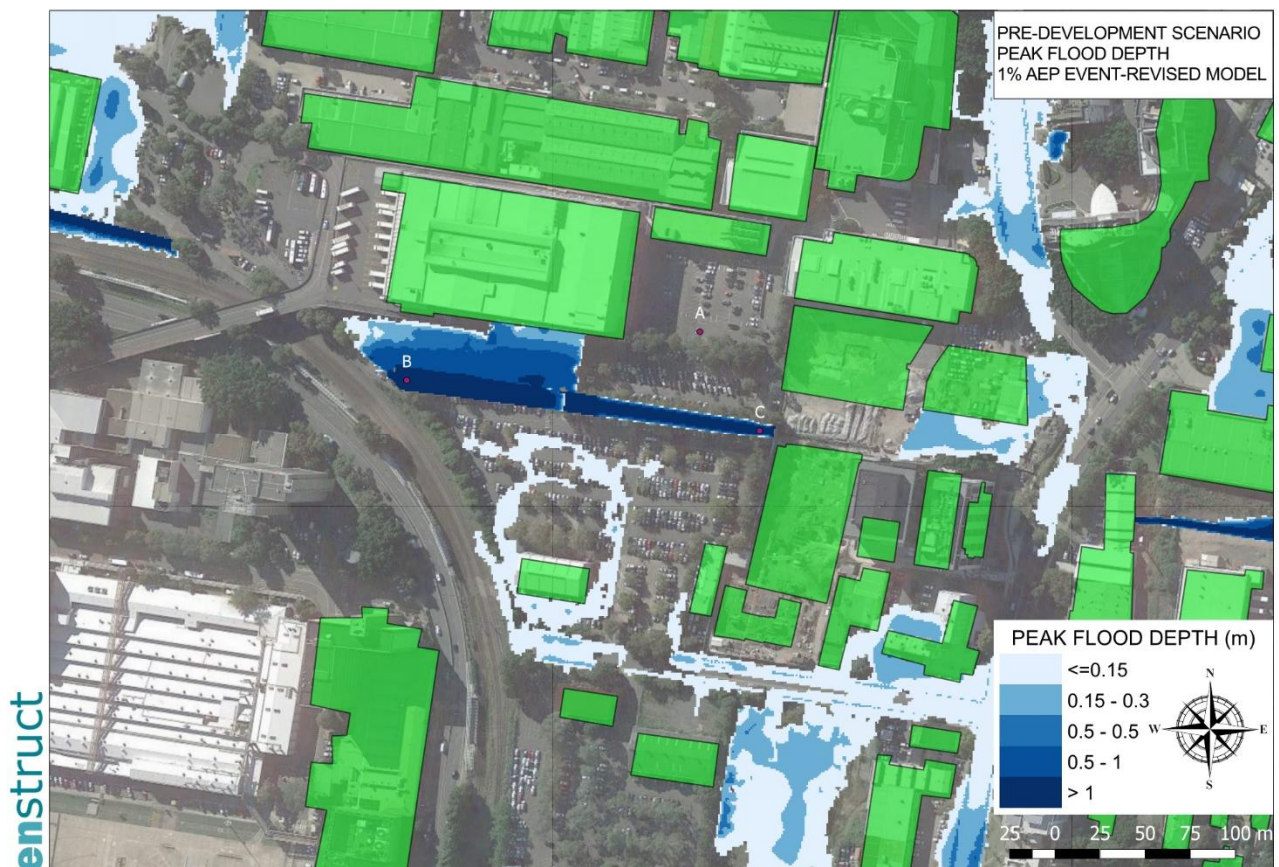 PRE-DEVELOPMENT SCENARIO
PEAK FLOOD DEPTH
1% AEP EVENT-REVISED MODEL
A
B
C
PEAK FLOOD DEPTH (m)
<=0.15
0.15 - 0.3
0.5 - 0.5
0.5 - 1
> 1
N
W E
S
25 0 25 50 75 100 m
enstruct